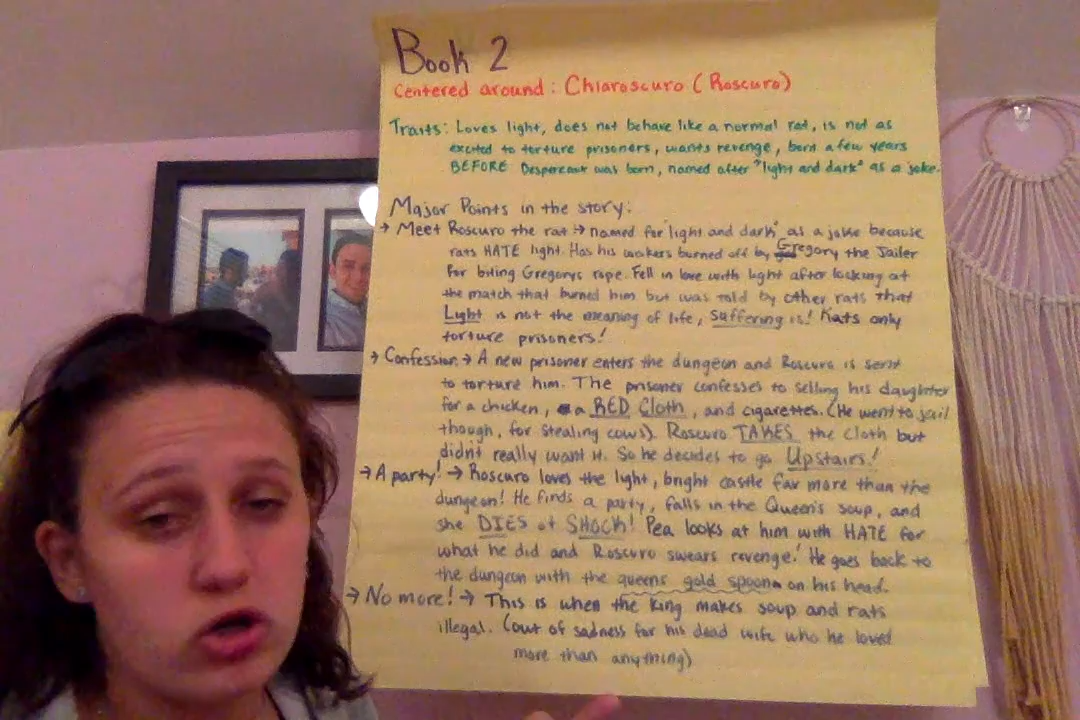 Book 2
Centered around: Chiaroscuro (Roscuro)
Traits: Loves light, does not behave like a normal rat, is not as
excited to torture prisoners, wants revenge, born a few years
BEFORE Despereaux was born, named after "light and dark" as a joke.
Major Points in the story:
→ Meet Roscuro the rat → named for "light and dark" as a joke because
rats HATE light. Has his wiskers burned off by Gregory the Jailer
for biting Gregorys rope. Fell in love with light after looking at
the match that burned him but was told by other rats that
Light is not the meaning of life, suffering is! Rats only
torture prisoners!
→ Confession → A new prisoner enters the dungeon and Roscuro is sent
to torture him. The prisoner confesses to selling his daughter
for a chicken, a RED Cloth, and cigarettes. (He went to jail
though, for stealing cows). Roscuro TAKES the cloth but
didn't really want it. So he decides to go Upstairs!
→ A party! → Roscuro loves the light, bright castle far more than the
dungeon! He finds a party, falls in the Queen's soup, and
she DIES of SHOCK! Pea looks at him with HATE for
what he did and Roscuro swears revenge! He goes back to
the dungeon with the queens gold spoon on his head.
→ No more! → This is when the King makes soup and rats
illegal. (out of sadness for his dead wife who he loved
more than anything)